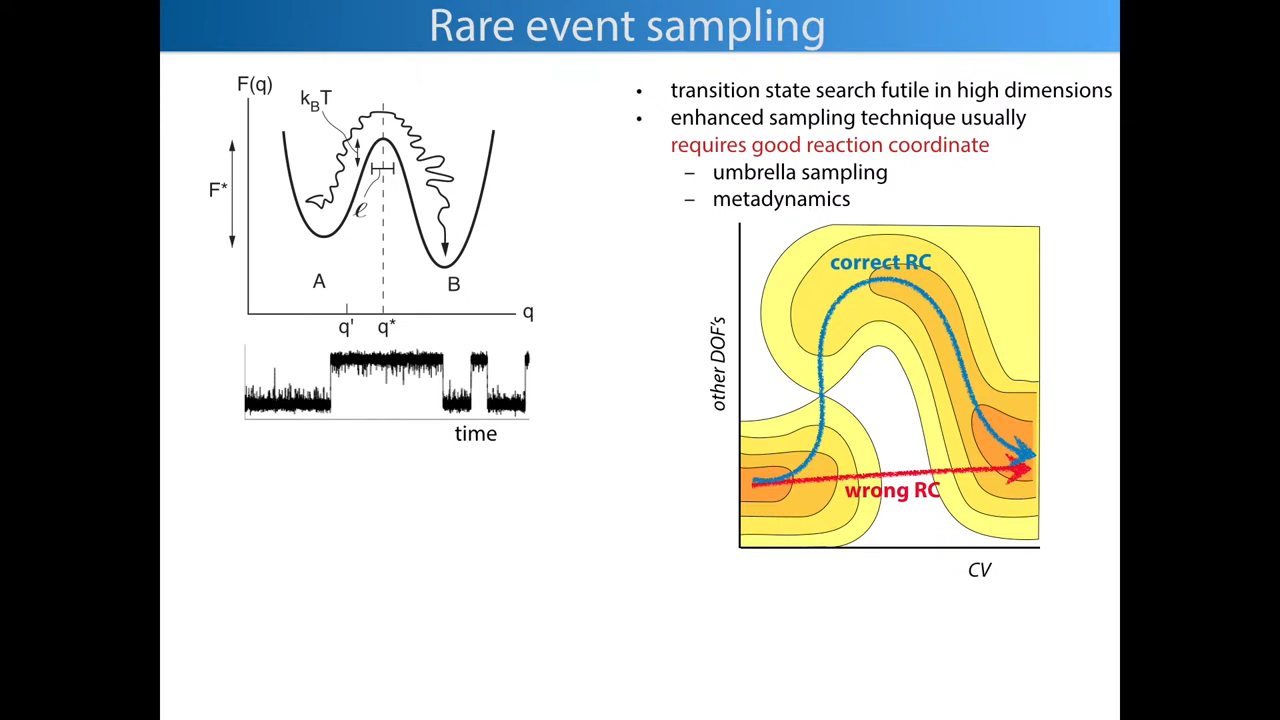 Rare event sampling
F(q)
k_BT
F*
ℓ
A
B
q
q'
q*
time
• transition state search futile in high dimensions
• enhanced sampling technique usually
requires good reaction coordinate
– umbrella sampling
– metadynamics
correct RC
other DOF's
wrong RC
CV